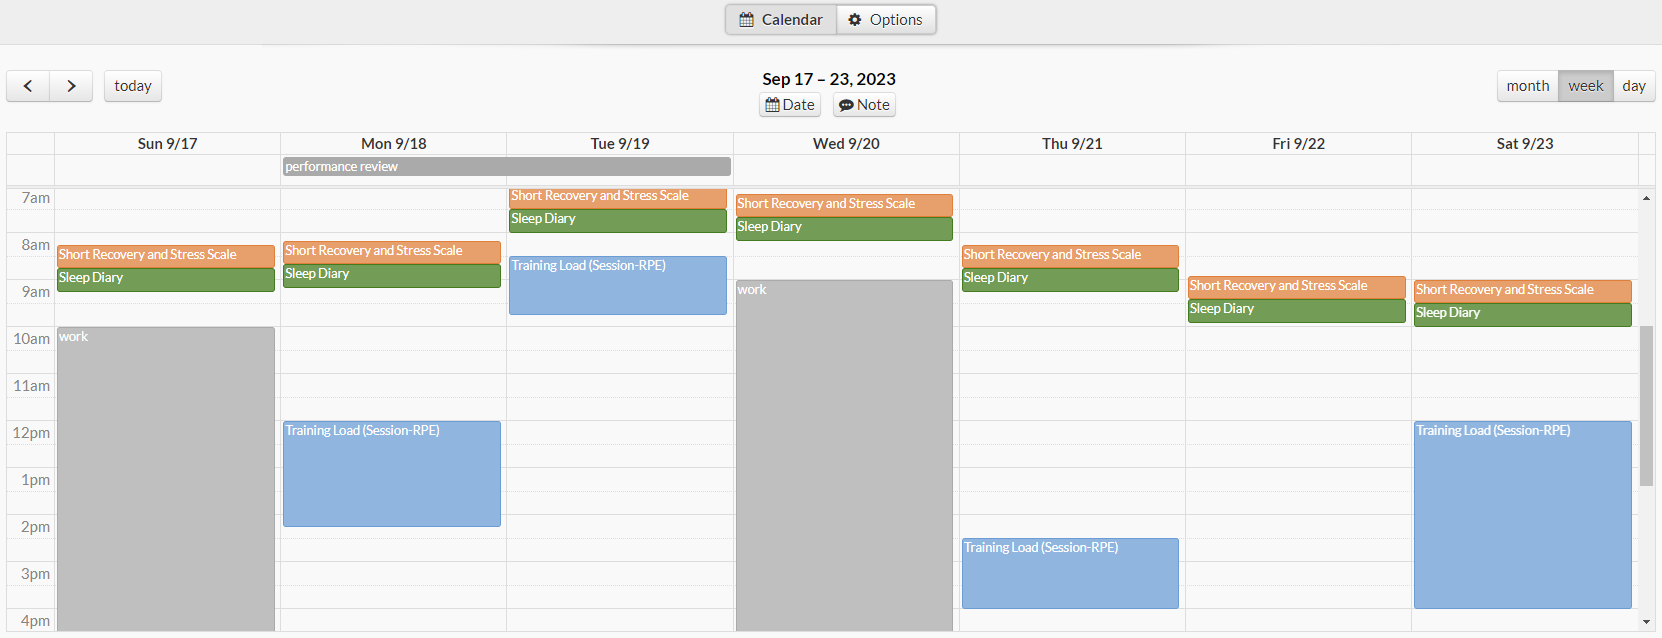 Calendar Options
today
Sep 17 – 23, 2023
Date Note
month week day
Sun 9/17 Mon 9/18 Tue 9/19 Wed 9/20 Thu 9/21 Fri 9/22 Sat 9/23
performance review
7am
8am
9am
10am
11am
12pm
1pm
2pm
3pm
4pm
Short Recovery and Stress Scale
Sleep Diary
work
Short Recovery and Stress Scale
Sleep Diary
Training Load (Session-RPE)
Short Recovery and Stress Scale
Sleep Diary
Training Load (Session-RPE)
Short Recovery and Stress Scale
Sleep Diary
work
Short Recovery and Stress Scale
Sleep Diary
Training Load (Session-RPE)
Short Recovery and Stress Scale
Sleep Diary
Short Recovery and Stress Scale
Sleep Diary
Training Load (Session-RPE)